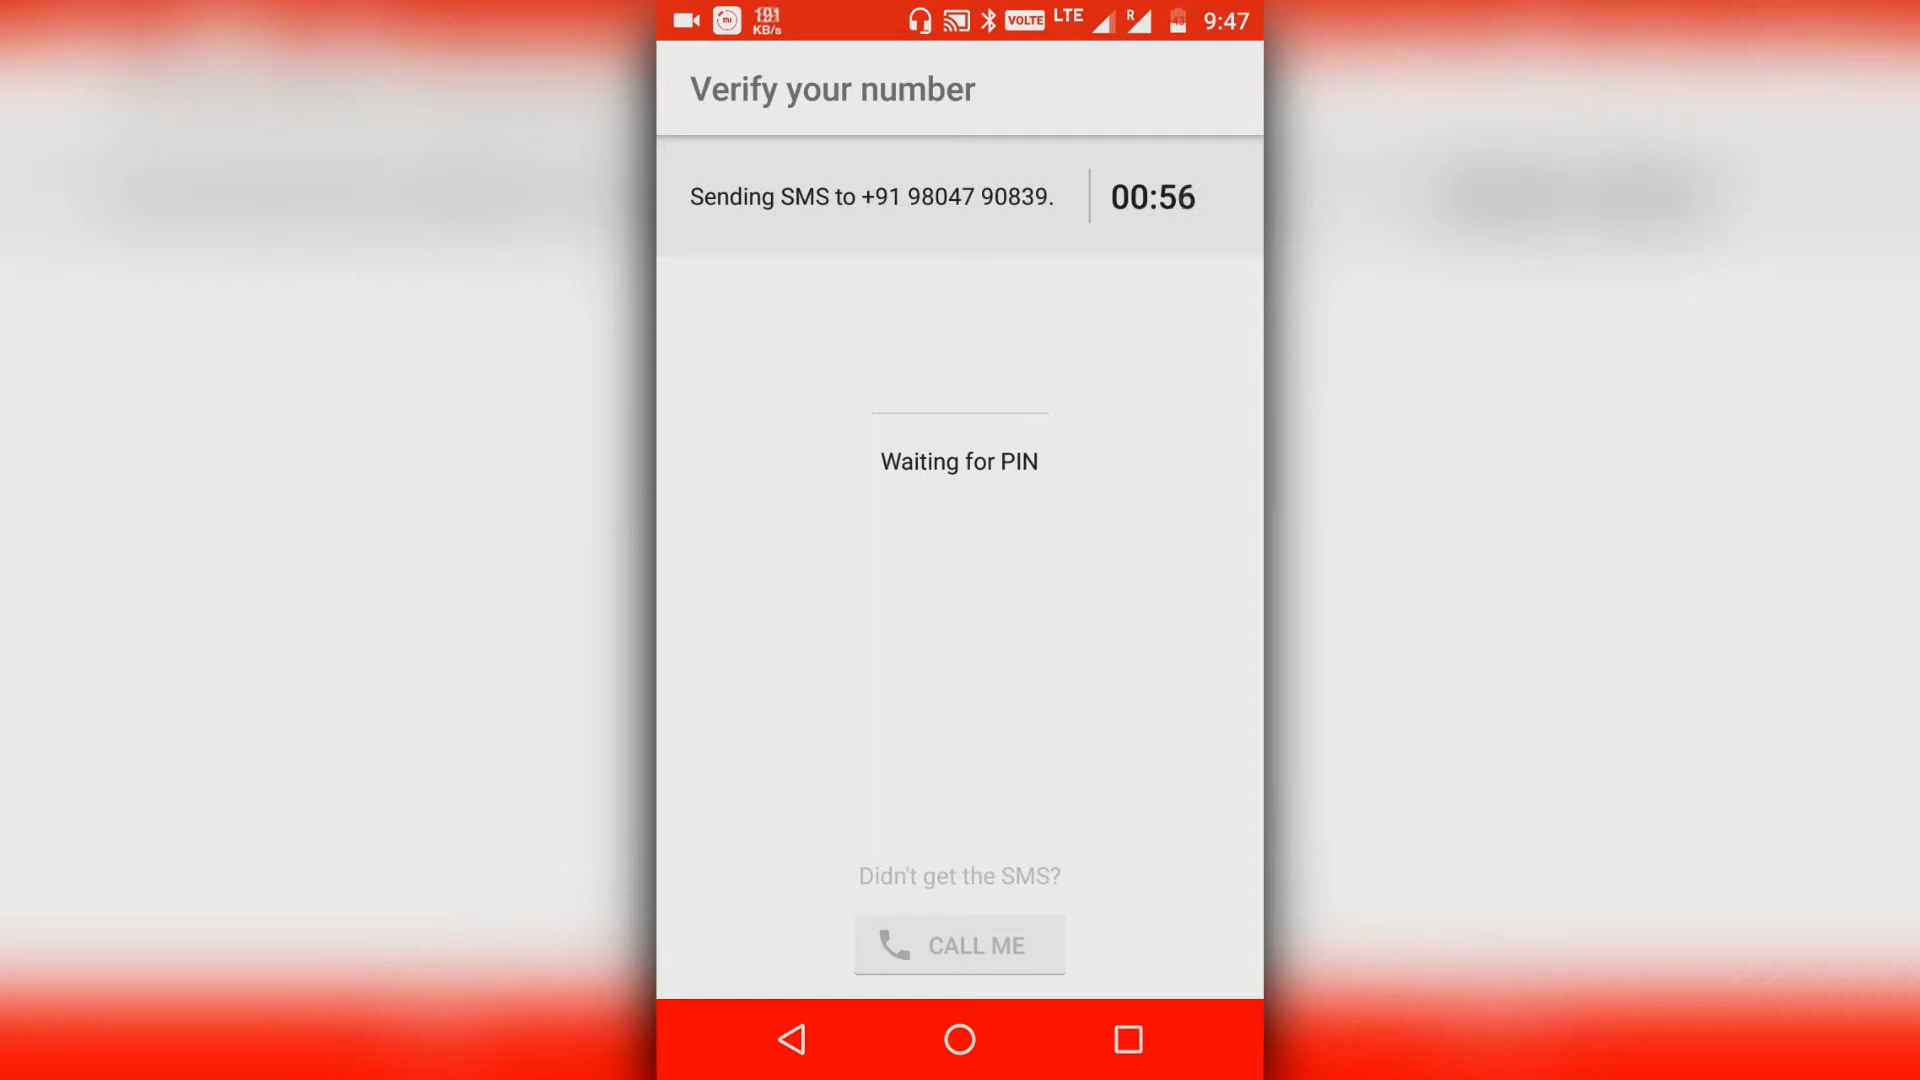 191
KB/s
VOLTE
LTE
R
43
9:47
Verify your number
Sending SMS to +91 98047 90839.
00:56
Waiting for PIN
Didn't get the SMS?
CALL ME